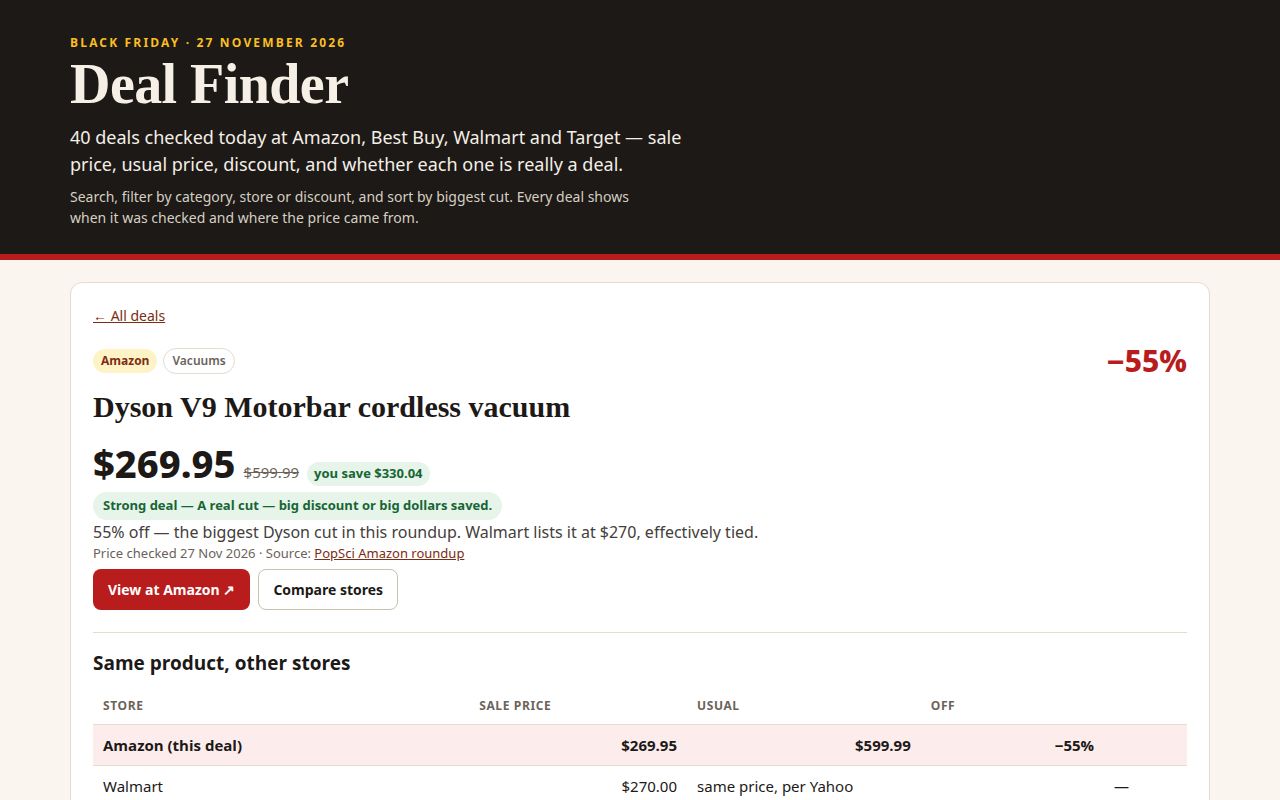 BLACK FRIDAY · 27 NOVEMBER 2026
Deal Finder
40 deals checked today at Amazon, Best Buy, Walmart and Target — sale
price, usual price, discount, and whether each one is really a deal.
Search, filter by category, store or discount, and sort by biggest cut. Every deal shows
when it was checked and where the price came from.
← All deals
Amazon Vacuums −55%
Dyson V9 Motorbar cordless vacuum
$269.95 $599.99 you save $330.04
Strong deal — A real cut — big discount or big dollars saved.
55% off — the biggest Dyson cut in this roundup. Walmart lists it at $270, effectively tied.
Price checked 27 Nov 2026 · Source: PopSci Amazon roundup
View at Amazon ↗ Compare stores
Same product, other stores
STORE SALE PRICE USUAL OFF
Amazon (this deal) $269.95 $599.99 −55%
Walmart $270.00 same price, per Yahoo —